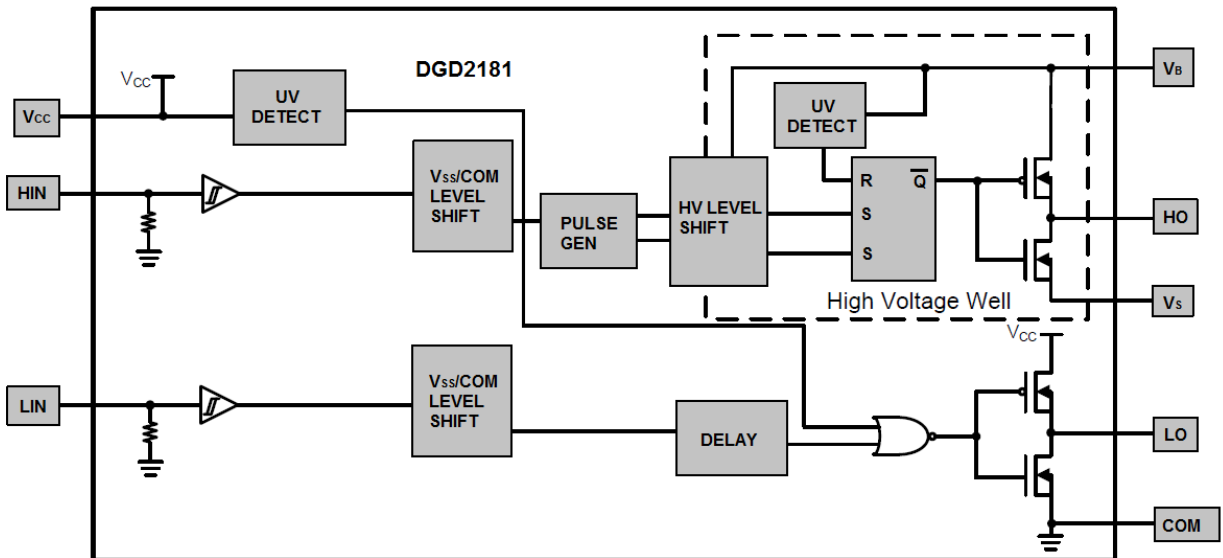 DGD2181
VCC
VCC
UV
DETECT
HIN
VSS/COM
LEVEL
SHIFT
PULSE
GEN
HV LEVEL
SHIFT
UV
DETECT
R
Q̅
S
S
High Voltage Well
VB
HO
VS
LIN
VSS/COM
LEVEL
SHIFT
DELAY
VCC
LO
COM